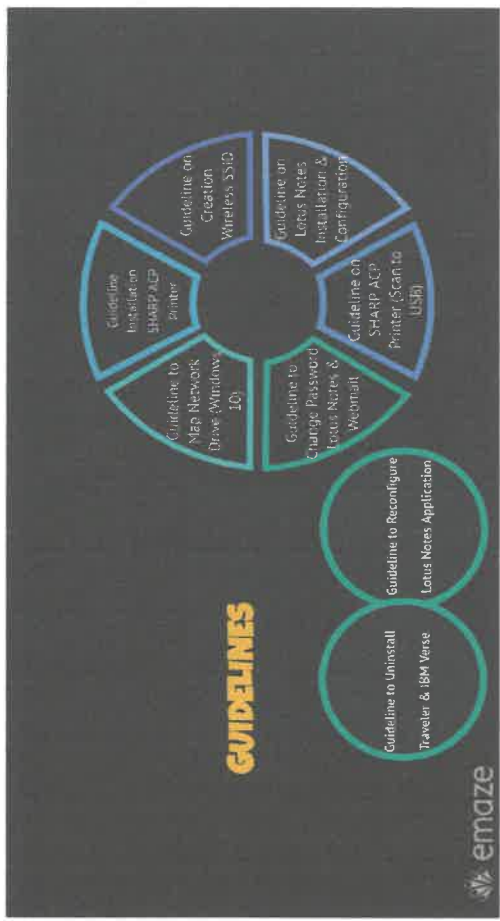 GUIDELINES
Guideline
Installation
SHARP ACP
Printer
Guideline on
Creation
Wireless SSID
Guideline on
Lotus Notes
Installation &
Configuration
Guideline on
SHARP ACP
Printer (Scan to
USB)
Guideline to
Change Password
Lotus Notes &
Webmail
Guideline to
Map Network
Drive (Windows
10)
Guideline to Uninstall
Traveler & IBM Verse
Guideline to Reconfigure
Lotus Notes Application
emaze